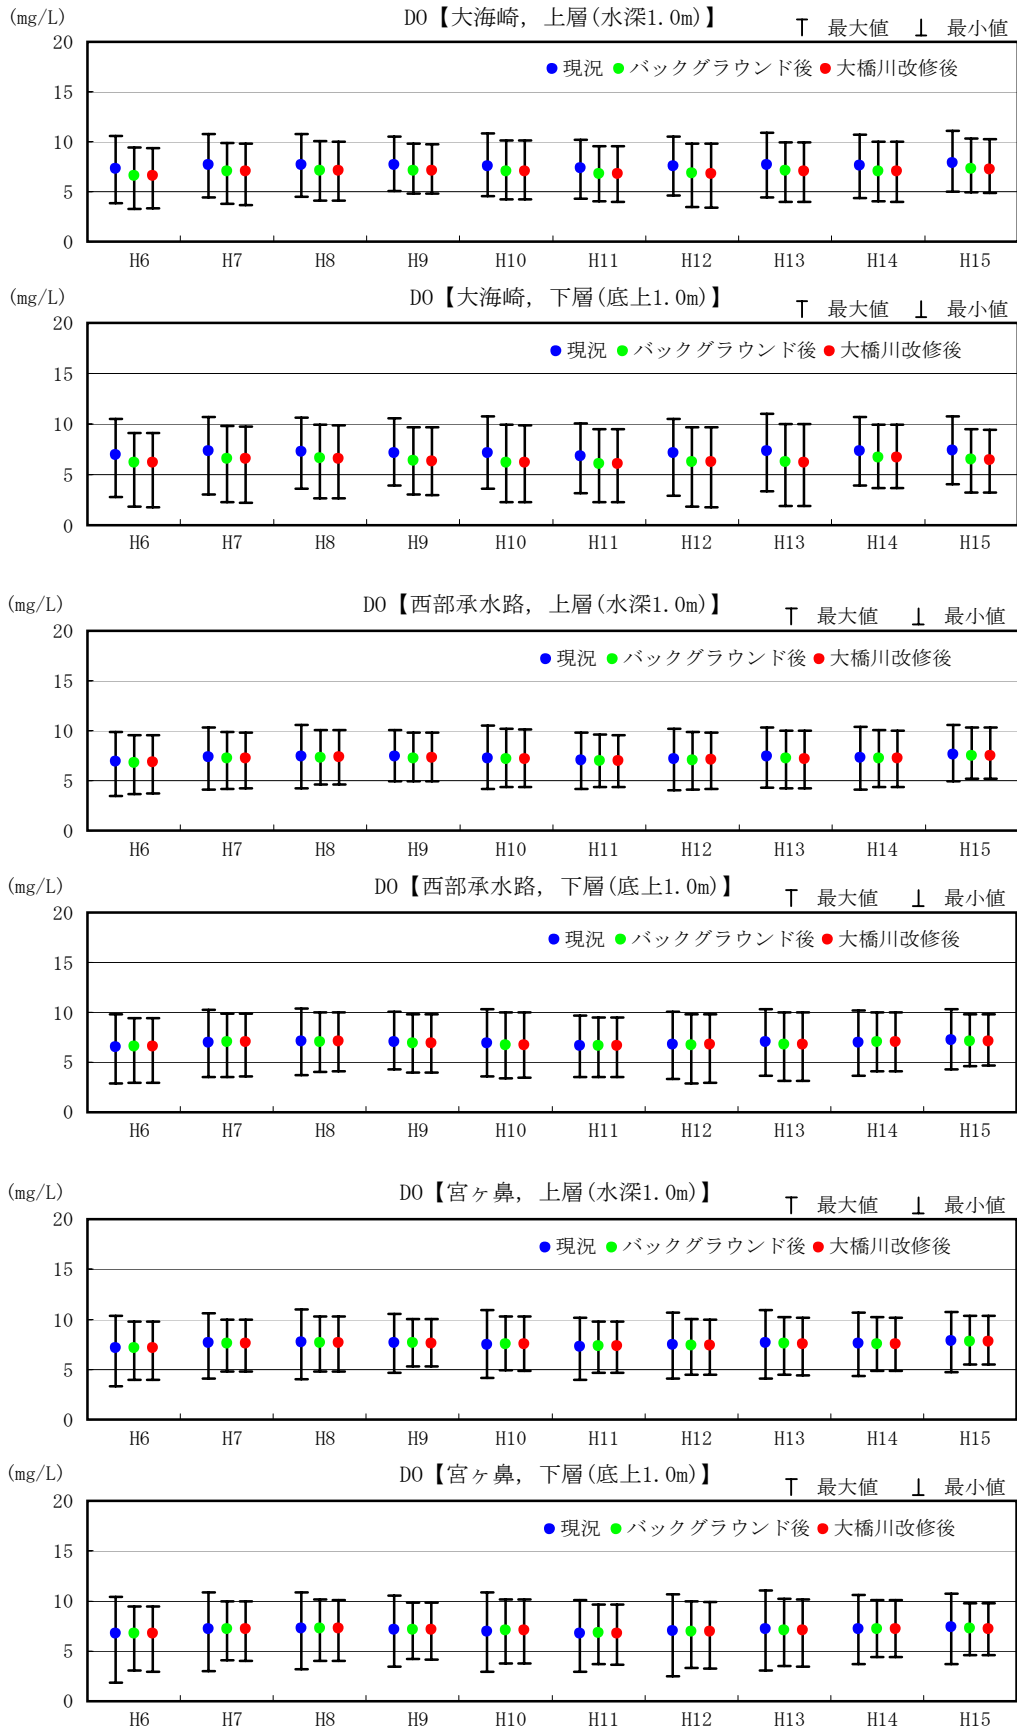 (mg/L) DO【大海崎, 上層(水深1.0m)】 最大値 最小値
20
現況 バックグラウンド後 大橋川改修後
15
10
5
0
H6 H7 H8 H9 H10 H11 H12 H13 H14 H15
(mg/L) DO【大海崎, 下層(底上1.0m)】 最大値 最小値
20
現況 バックグラウンド後 大橋川改修後
15
10
5
0
H6 H7 H8 H9 H10 H11 H12 H13 H14 H15
(mg/L) DO【西部承水路, 上層(水深1.0m)】 最大値 最小値
20
現況 バックグラウンド後 大橋川改修後
15
10
5
0
H6 H7 H8 H9 H10 H11 H12 H13 H14 H15
(mg/L) DO【西部承水路, 下層(底上1.0m)】 最大値 最小値
20
現況 バックグラウンド後 大橋川改修後
15
10
5
0
H6 H7 H8 H9 H10 H11 H12 H13 H14 H15
(mg/L) DO【宮ヶ鼻, 上層(水深1.0m)】 最大値 最小値
20
現況 バックグラウンド後 大橋川改修後
15
10
5
0
H6 H7 H8 H9 H10 H11 H12 H13 H14 H15
(mg/L) DO【宮ヶ鼻, 下層(底上1.0m)】 最大値 最小値
20
現況 バックグラウンド後 大橋川改修後
15
10
5
0
H6 H7 H8 H9 H10 H11 H12 H13 H14 H15